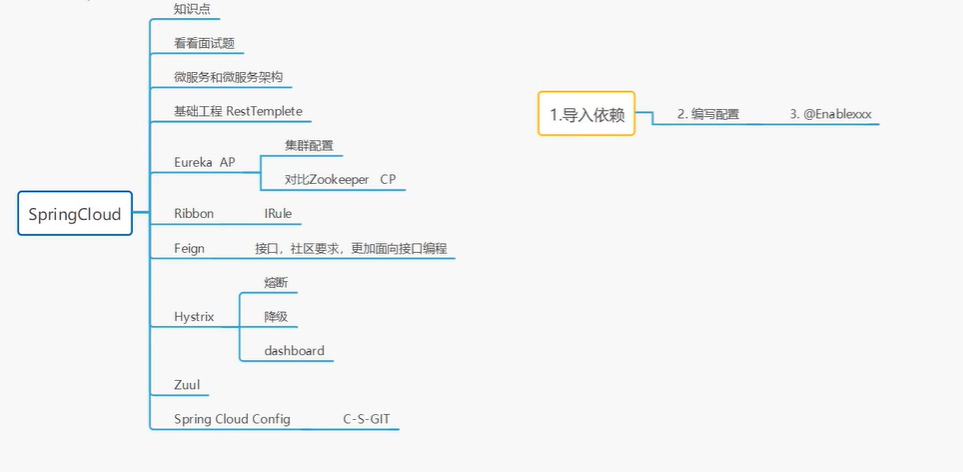 知识点
看看面试题
微服务和微服务架构
基础工程 RestTemplete
1.导入依赖
2. 编写配置
3. @Enablexxx
集群配置
Eureka AP
对比Zookeeper CP
SpringCloud
Ribbon
IRule
Feign
接口，社区要求，更加面向接口编程
熔断
Hystrix
降级
dashboard
Zuul
Spring Cloud Config
C-S-GIT